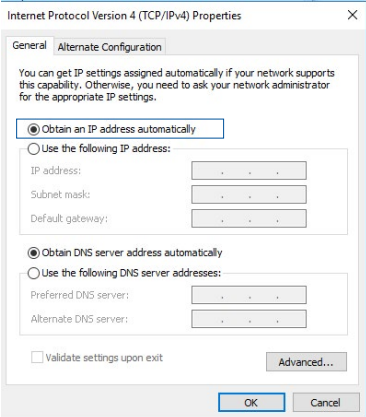 Internet Protocol Version 4 (TCP/IPv4) Properties
General Alternate Configuration
You can get IP settings assigned automatically if your network supports
this capability. Otherwise, you need to ask your network administrator
for the appropriate IP settings.
Obtain an IP address automatically
Use the following IP address:
IP address:
Subnet mask:
Default gateway:
Obtain DNS server address automatically
Use the following DNS server addresses:
Preferred DNS server:
Alternate DNS server:
Validate settings upon exit
Advanced...
OK Cancel